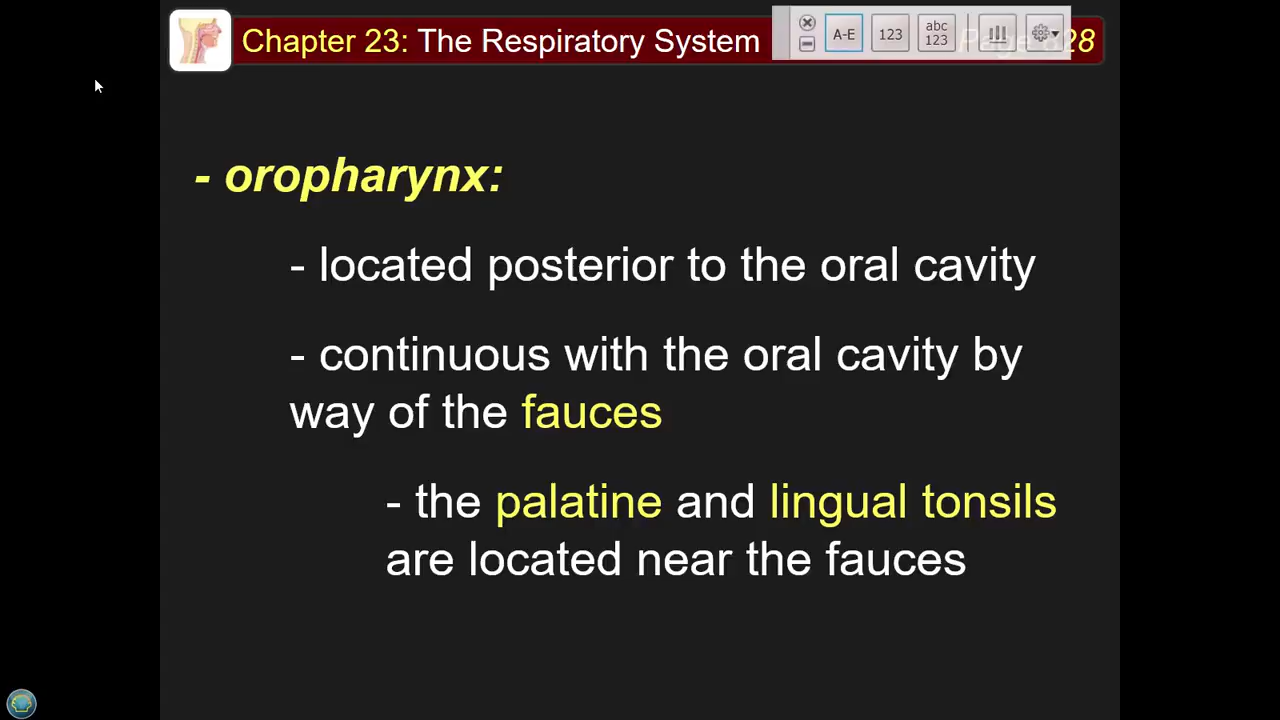 Chapter 23: The Respiratory System
A-E
123
abc
123
- oropharynx:
- located posterior to the oral cavity
- continuous with the oral cavity by
way of the fauces
- the palatine and lingual tonsils
are located near the fauces